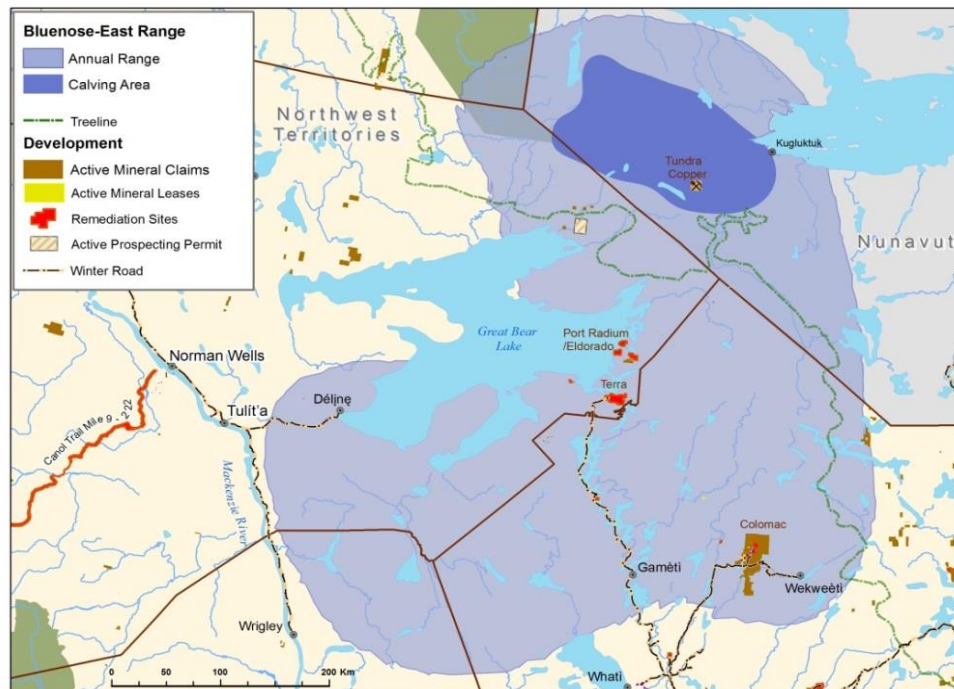 Bluenose-East Range
Annual Range
Calving Area
Treeline
Development
Active Mineral Claims
Active Mineral Leases
Remediation Sites
Active Prospecting Permit
Winter Road
Northwest
Territories
Tundra
Copper
Kugluktuk
Nunavut
Great Bear
Lake
Port Radium
/Eldorado
Terra
Norman Wells
Tulít'a
Délįnę
Canol Trail Mile 9 - 222
Mackenzie River
Colomac
Gamètì
Wekweètì
Wrigley
Whatì
0 50 100 200 Km